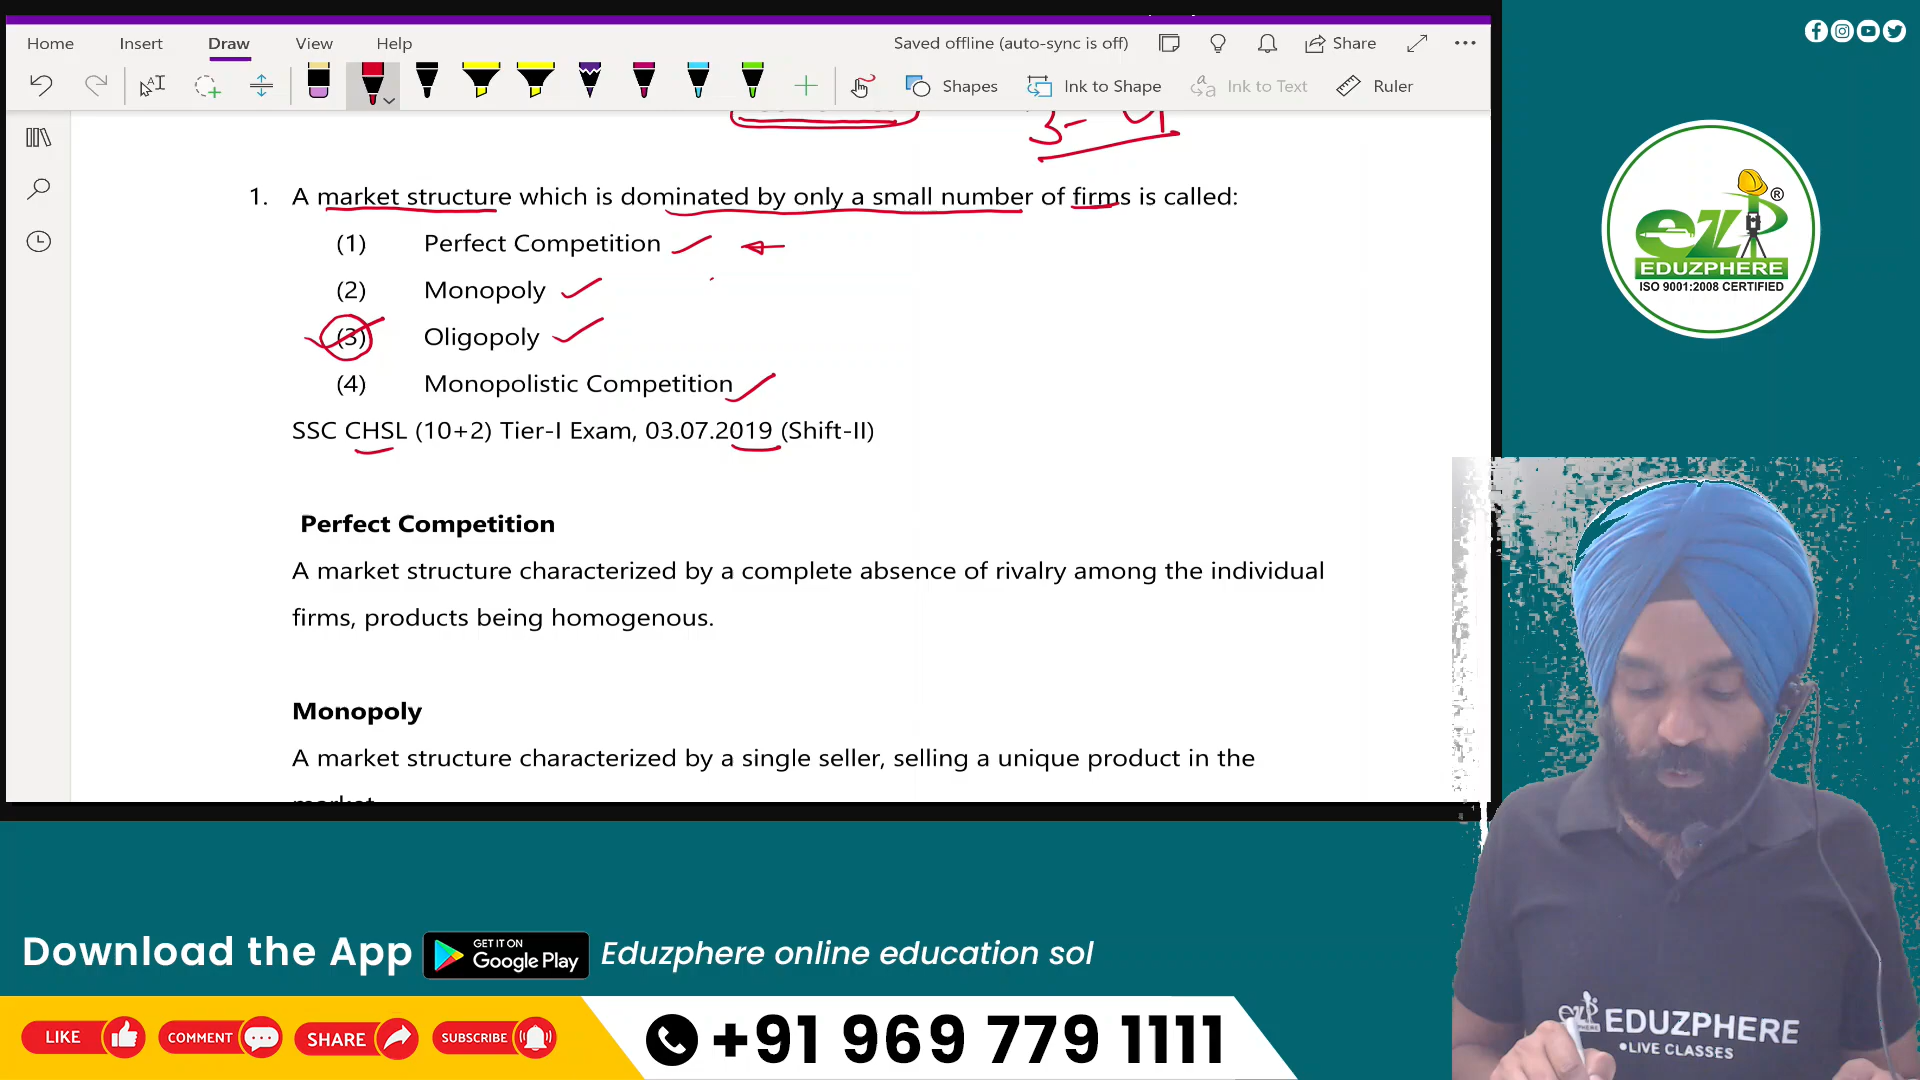 Home Insert Draw View Help Saved offline (auto-sync is off) Share
Shapes Ink to Shape Ink to Text Ruler
3- 4
1. A market structure which is dominated by only a small number of firms is called:
(1) Perfect Competition
(2) Monopoly
(3) Oligopoly
(4) Monopolistic Competition
SSC CHSL (10+2) Tier-I Exam, 03.07.2019 (Shift-II)
Perfect Competition
A market structure characterized by a complete absence of rivalry among the individual
firms, products being homogenous.
Monopoly
A market structure characterized by a single seller, selling a unique product in the
market
ezp ®
EDUZPHERE
ISO 9001:2008 CERTIFIED
EDUZPHERE
•LIVE CLASSES
Download the App GET IT ON Google Play Eduzphere online education sol
LIKE COMMENT SHARE SUBSCRIBE +91 969 779 1111